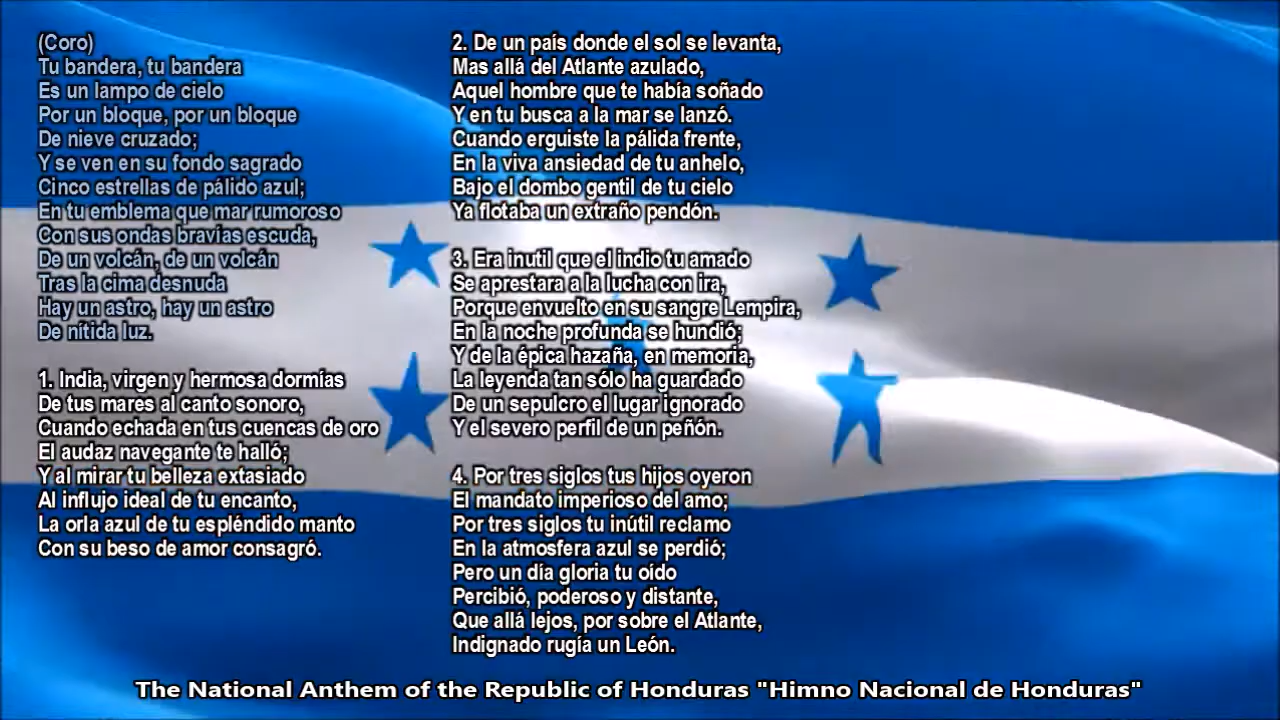 (Coro)
Tu bandera, tu bandera
Es un lampo de cielo
Por un bloque, por un bloque
De nieve cruzado;
Y se ven en su fondo sagrado
Cinco estrellas de pálido azul;
En tu emblema que mar rumoroso
Con sus ondas bravías escuda,
De un volcán, de un volcán
Tras la cima desnuda
Hay un astro, hay un astro
De nítida luz.
1. India, virgen y hermosa dormías
De tus mares al canto sonoro,
Cuando echada en tus cuencas de oro
El audaz navegante te halló;
Y al mirar tu belleza extasiado
Al influjo ideal de tu encanto,
La orla azul de tu espléndido manto
Con su beso de amor consagró.
2. De un país donde el sol se levanta,
Mas allá del Atlante azulado,
Aquel hombre que te había soñado
Y en tu busca a la mar se lanzó.
Cuando erguiste la pálida frente,
En la viva ansiedad de tu anhelo,
Bajo el dombo gentil de tu cielo
Ya flotaba un extraño pendón.
3. Era inutil que el indio tu amado
Se aprestara a la lucha con ira,
Porque envuelto en su sangre Lempira,
En la noche profunda se hundió;
Y de la épica hazaña, en memoria,
La leyenda tan sólo ha guardado
De un sepulcro el lugar ignorado
Y el severo perfil de un peñón.
4. Por tres siglos tus hijos oyeron
El mandato imperioso del amo;
Por tres siglos tu inútil reclamo
En la atmosfera azul se perdió;
Pero un día gloria tu oído
Percibió, poderoso y distante,
Que allá lejos, por sobre el Atlante,
Indignado rugía un León.
The National Anthem of the Republic of Honduras "Himno Nacional de Honduras"